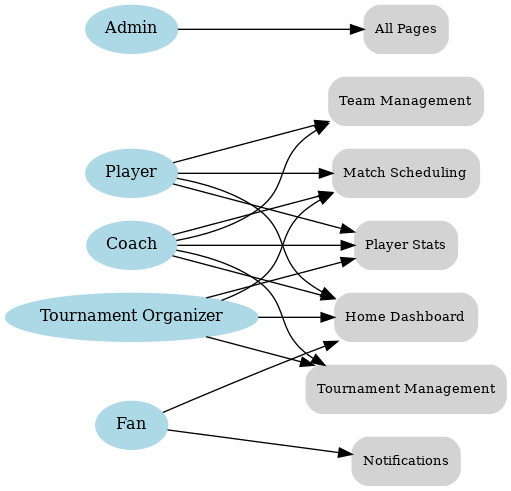 Admin
All Pages
Team Management
Player
Match Scheduling
Coach
Player Stats
Tournament Organizer
Home Dashboard
Tournament Management
Fan
Notifications